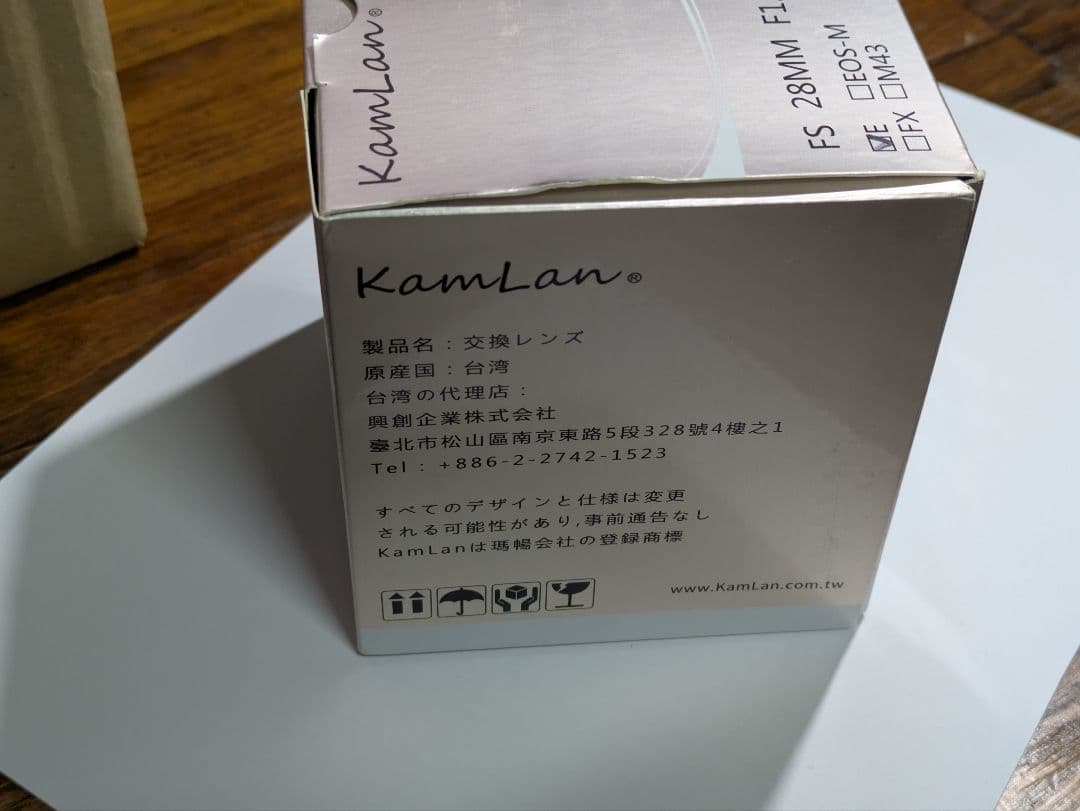 KamLan®
FS 28MM F1.
☑E ☐EOS-M
☐FX ☐M43
KamLan®
製品名：交換レンズ
原産国：台湾
台湾の代理店：
興創企業株式会社
臺北市松山區南京東路5段328號4樓之1
Tel : +886-2-2742-1523
すべてのデザインと仕様は変更
される可能性があり,事前通告なし
KamLanは瑪暢会社の登録商標
www.KamLan.com.tw